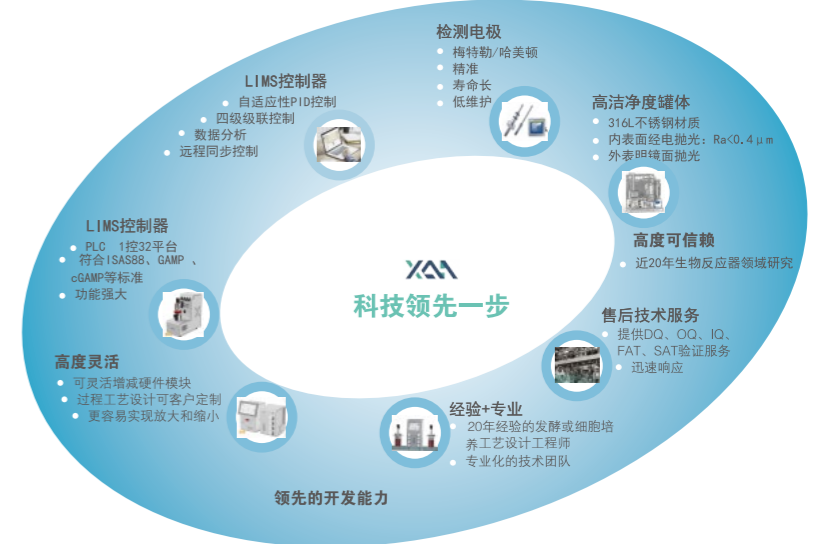 检测电极
梅特勒/哈美顿
精准
寿命长
低维护
LIMS控制器
自适应性PID控制
四级级联控制
数据分析
远程同步控制
高洁净度罐体
316L不锈钢材质
内表面经电抛光：Ra<0.4μm
外表面镜面抛光
LIMS控制器
PLC 1控32平台
符合ISAS88、GAMP 、
cGAMP等标准
功能强大
高度可信赖
近20年生物反应器领域研究
XAM
科技领先一步
售后技术服务
提供DQ、OQ、IQ、
FAT、SAT验证服务
迅速响应
高度灵活
可灵活增减硬件模块
过程工艺设计可客户定制
更容易实现放大和缩小
经验+专业
20年经验的发酵或细胞培
养工艺设计工程师
专业化的技术团队
领先的开发能力